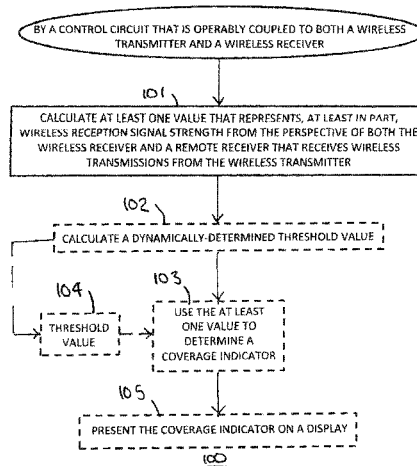 BY A CONTROL CIRCUIT THAT IS OPERABLY COUPLED TO BOTH A WIRELESS
TRANSMITTER AND A WIRELESS RECEIVER
101
CALCULATE AT LEAST ONE VALUE THAT REPRESENTS, AT LEAST IN PART,
WIRELESS RECEPTION SIGNAL STRENGTH FROM THE PERSPECTIVE OF BOTH THE
WIRELESS RECEIVER AND A REMOTE RECEIVER THAT RECEIVES WIRELESS
TRANSMISSIONS FROM THE WIRELESS TRANSMITTER
102
CALCULATE A DYNAMICALLY-DETERMINED THRESHOLD VALUE
103
104
USE THE AT LEAST
ONE VALUE TO
DETERMINE A
COVERAGE INDICATOR
THRESHOLD
VALUE
105
PRESENT THE COVERAGE INDICATOR ON A DISPLAY
100